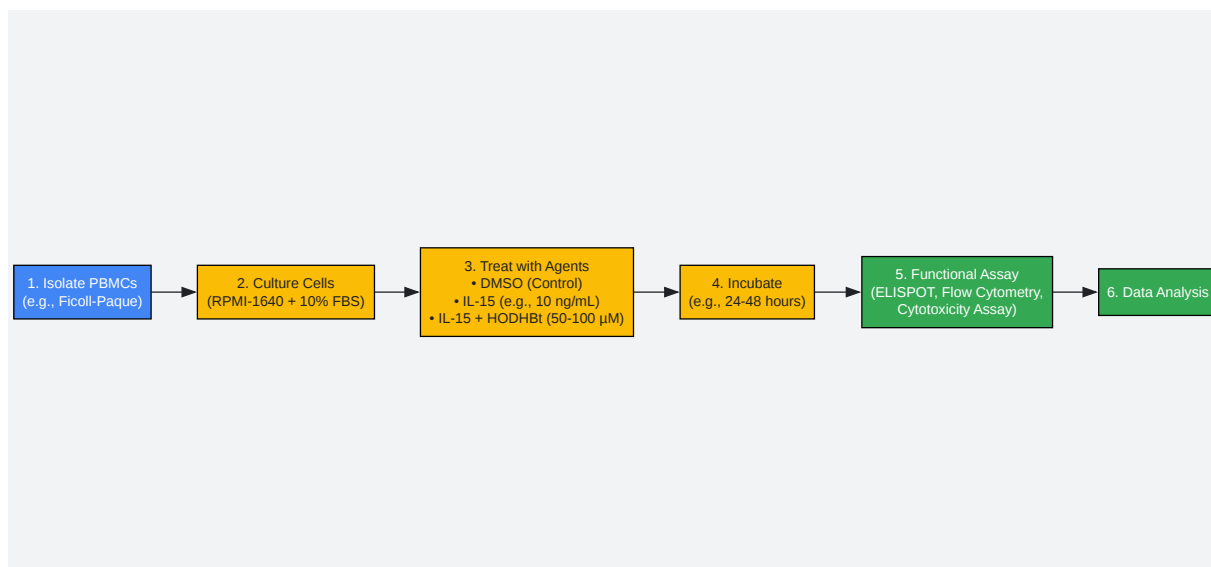 1. Isolate PBMCs
(e.g., Ficoll-Paque)
2. Culture Cells
(RPMI-1640 + 10% FBS)
3. Treat with Agents
• DMSO (Control)
• IL-15 (e.g., 10 ng/mL)
• IL-15 + HODHBt (50-100 µM)
4. Incubate
(e.g., 24-48 hours)
5. Functional Assay
(ELISPOT, Flow Cytometry,
Cytotoxicity Assay)
6. Data Analysis